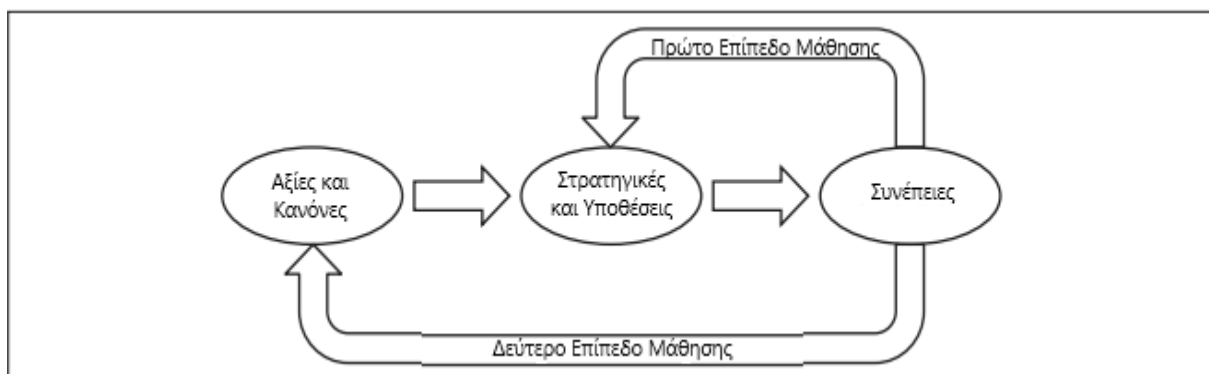 Πρώτο Επίπεδο Μάθησης
Αξίες και
Κανόνες
Στρατηγικές
και Υποθέσεις
Συνέπειες
Δεύτερο Επίπεδο Μάθησης